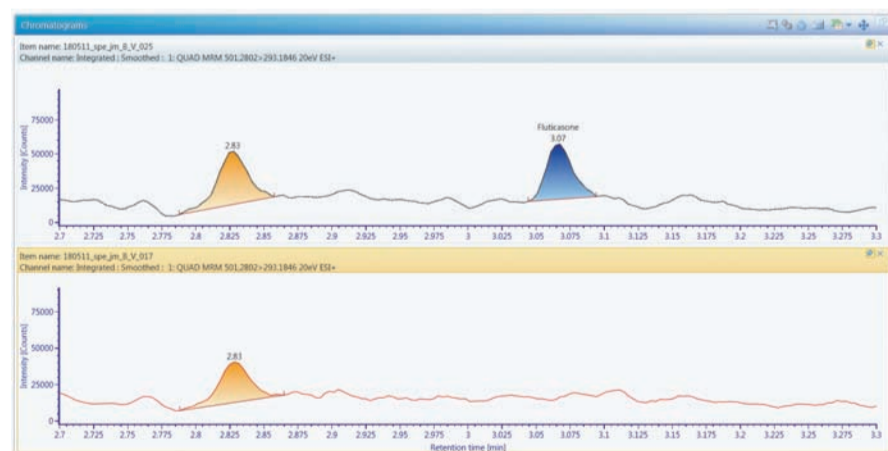 Chromatograms
Item name: 180511_spe_jm_B_V_025
Channel name: Integrated : Smoothed : 1: QUAD MRM 501.2802>293.1846 20eV ESI+
Intensity [Counts]
75000
50000
25000
0
2.83
Fluticasone
3.07
2.7 2.725 2.75 2.775 2.8 2.825 2.85 2.875 2.9 2.925 2.95 2.975 3 3.025 3.05 3.075 3.1 3.125 3.15 3.175 3.2 3.225 3.25 3.275 3.3
Item name: 180511_spe_jm_B_V_017
Channel name: Integrated : Smoothed : 1: QUAD MRM 501.2802>293.1846 20eV ESI+
Intensity [Counts]
75000
50000
25000
0
2.83
2.7 2.725 2.75 2.775 2.8 2.825 2.85 2.875 2.9 2.925 2.95 2.975 3 3.025 3.05 3.075 3.1 3.125 3.15 3.175 3.2 3.225 3.25 3.275 3.3
Retention time [min]